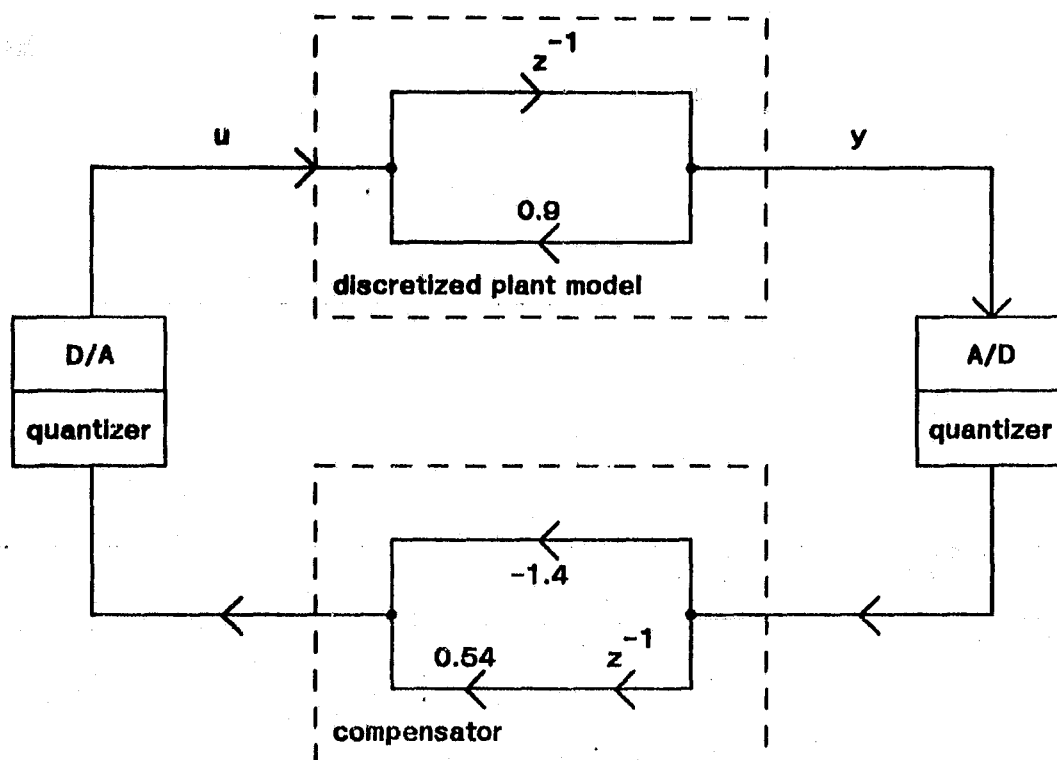 z^-1
u
y
0.9
discretized plant model
D/A
quantizer
A/D
quantizer
-1.4
0.54
z^-1
compensator